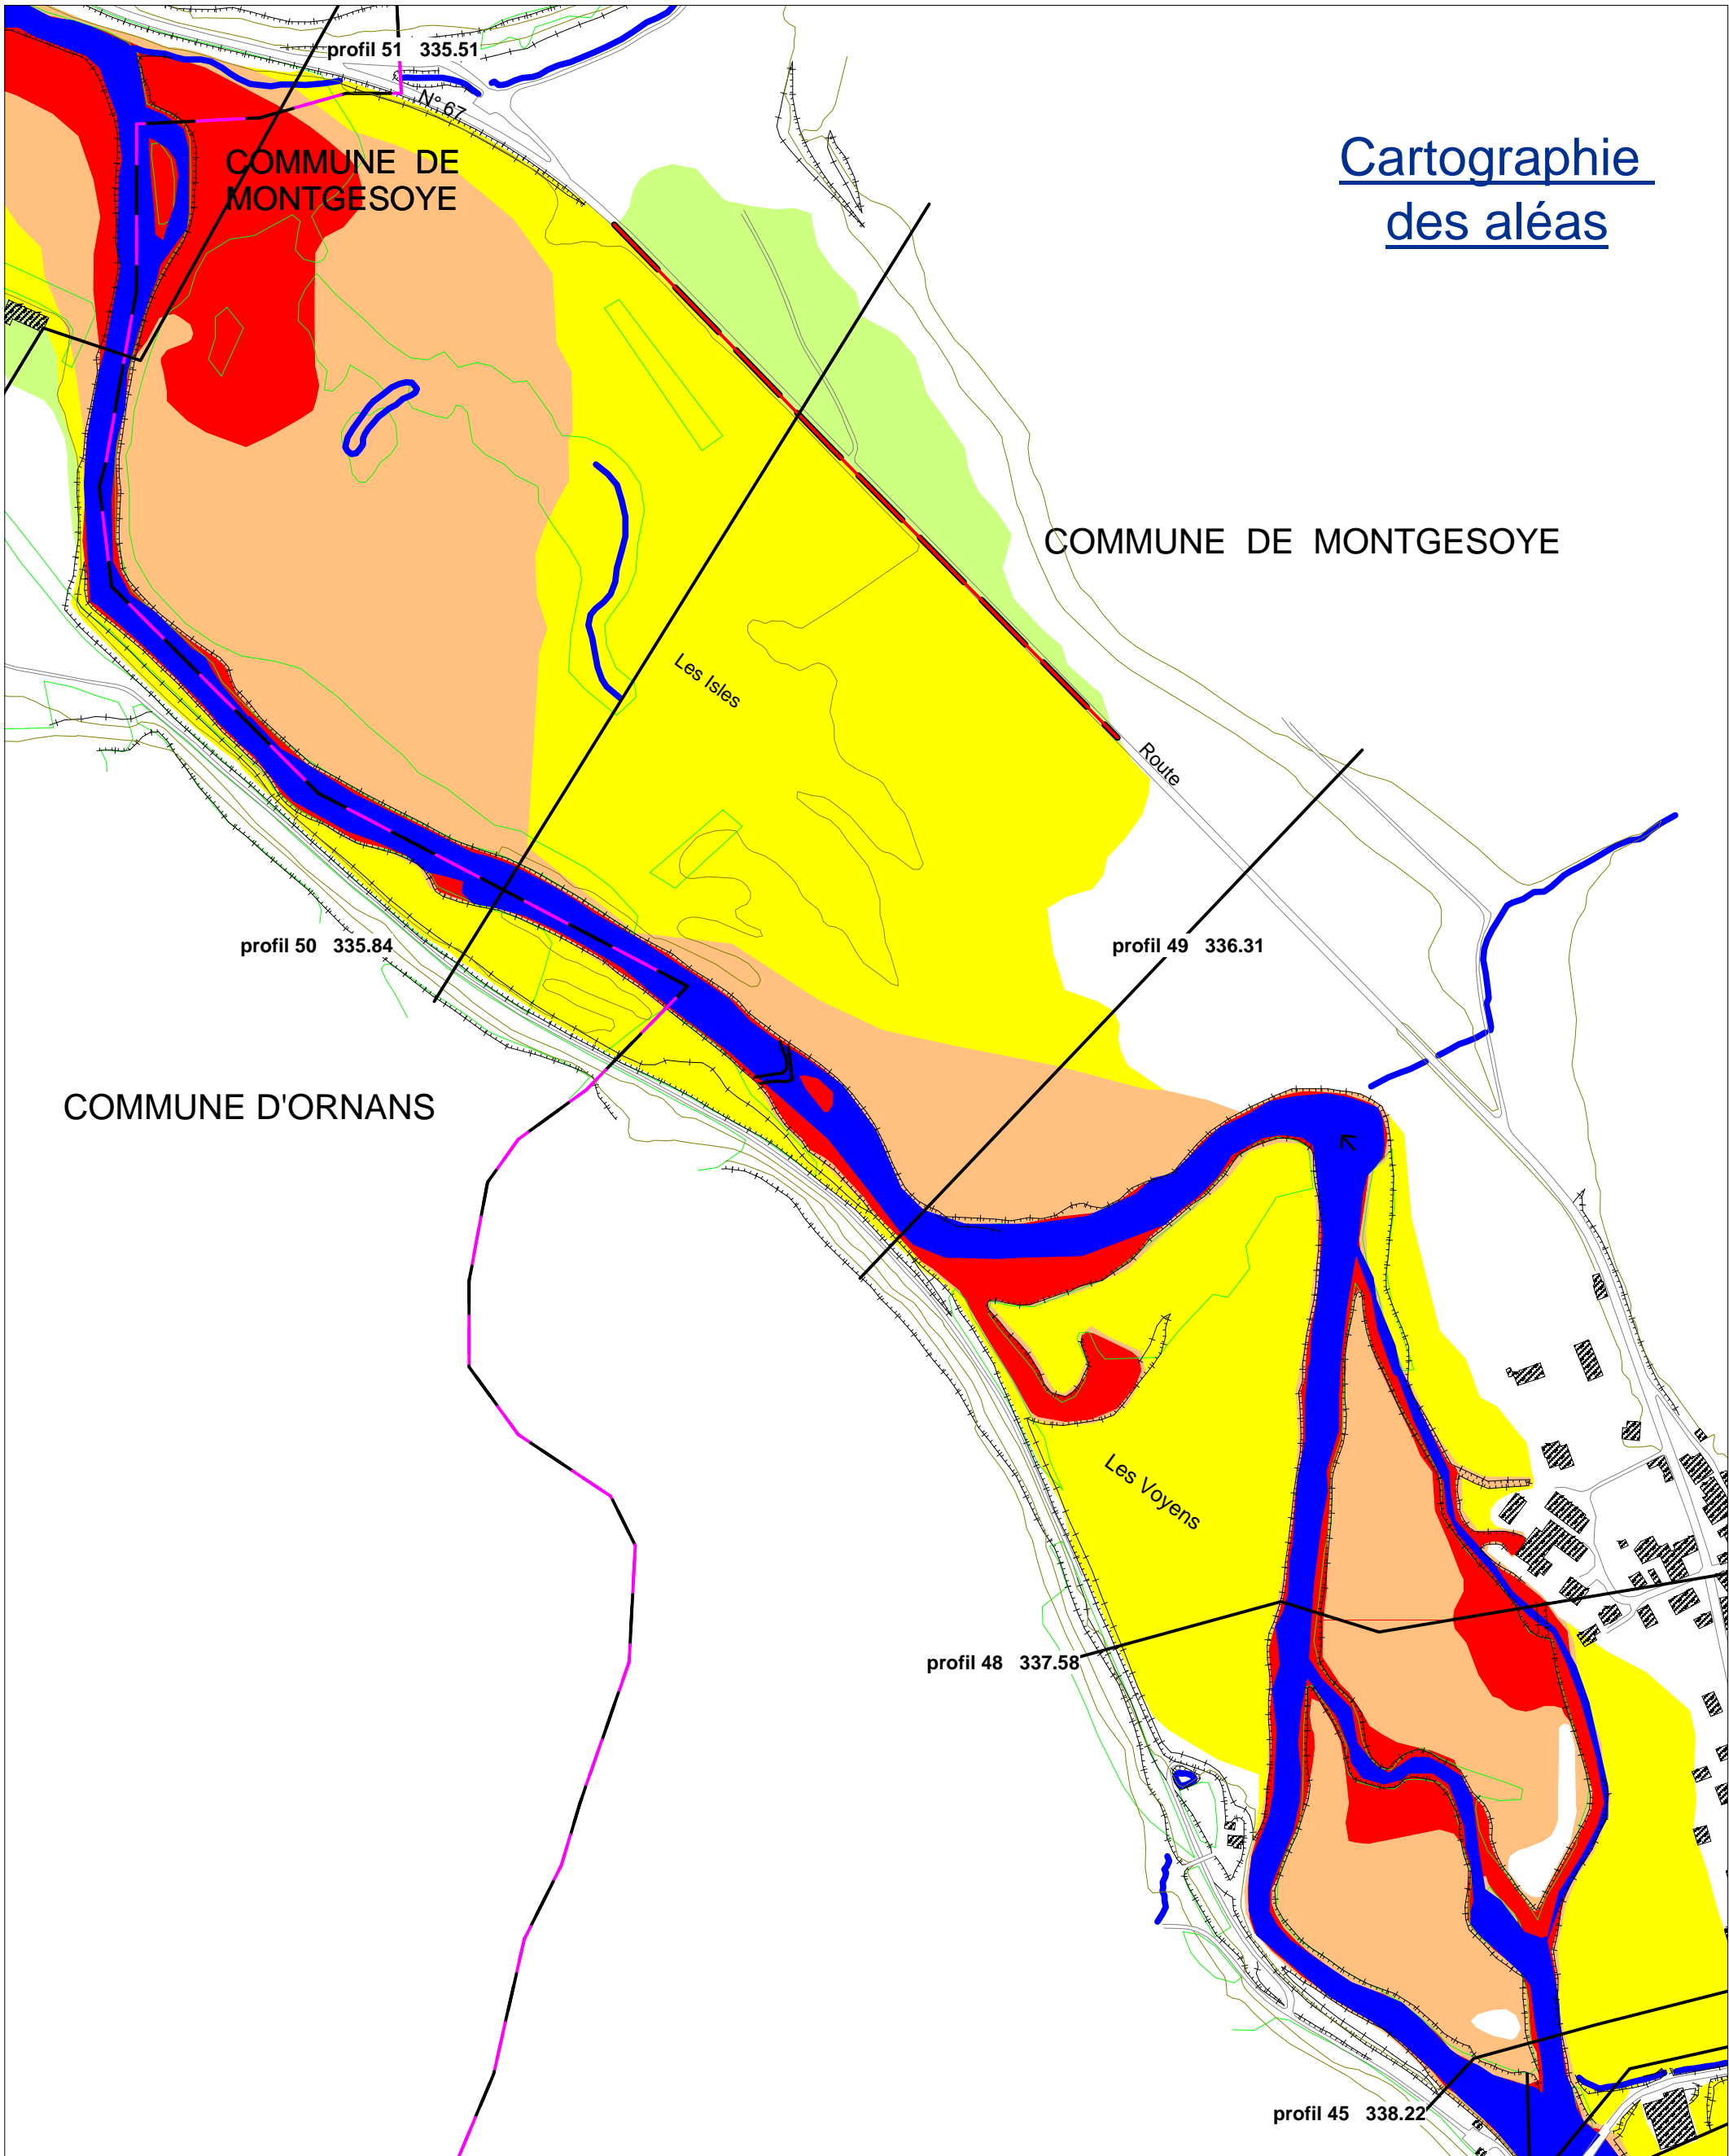 profil 51 335.51
N° 67
COMMUNE DE
MONTGESOYE
Cartographie
des aléas
COMMUNE DE MONTGESOYE
Les Isles
Route
profil 50 335.84
profil 49 336.31
COMMUNE D'ORNANS
Les Voyens
profil 48 337.58
profil 45 338.22